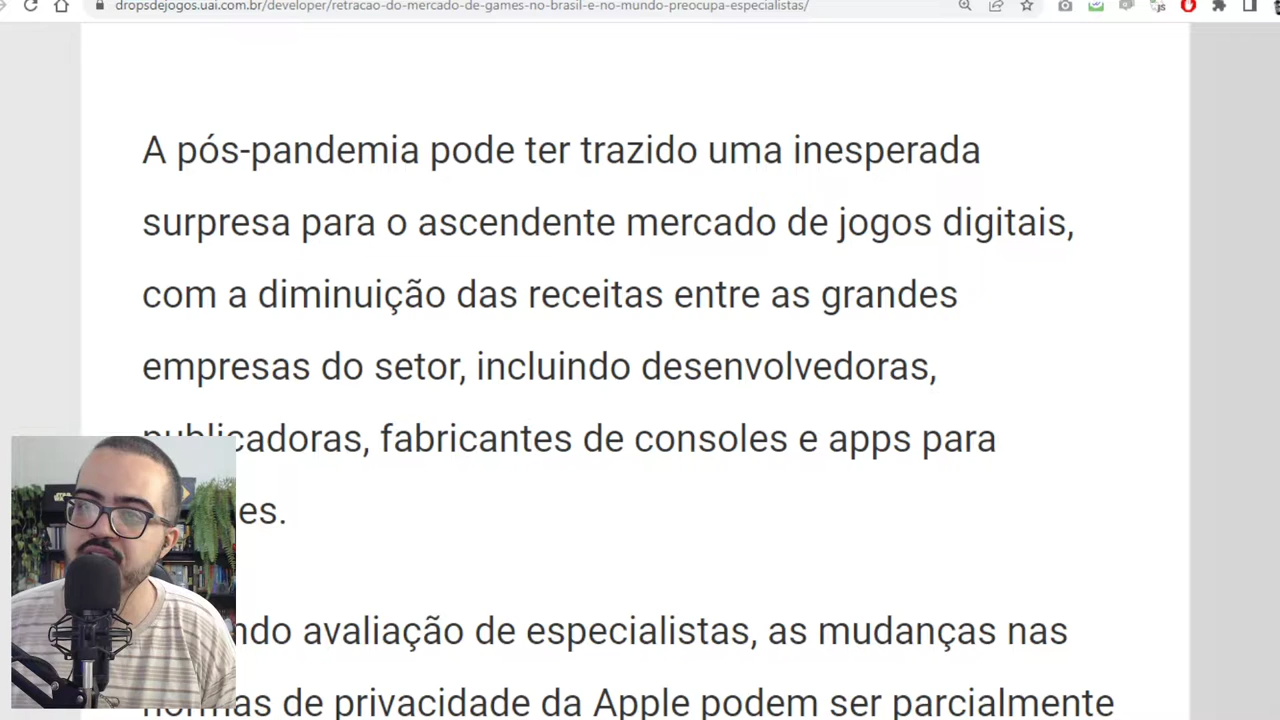 dropsdejogos.uai.com.br/developer/retracao-do-mercado-de-games-no-brasil-e-no-mundo-preocupa-especialistas/
A pós-pandemia pode ter trazido uma inesperada
surpresa para o ascendente mercado de jogos digitais,
com a diminuição das receitas entre as grandes
empresas do setor, incluindo desenvolvedoras,
publicadoras, fabricantes de consoles e apps para
es.
ndo avaliação de especialistas, as mudanças nas
normas de privacidade da Apple podem ser parcialmente